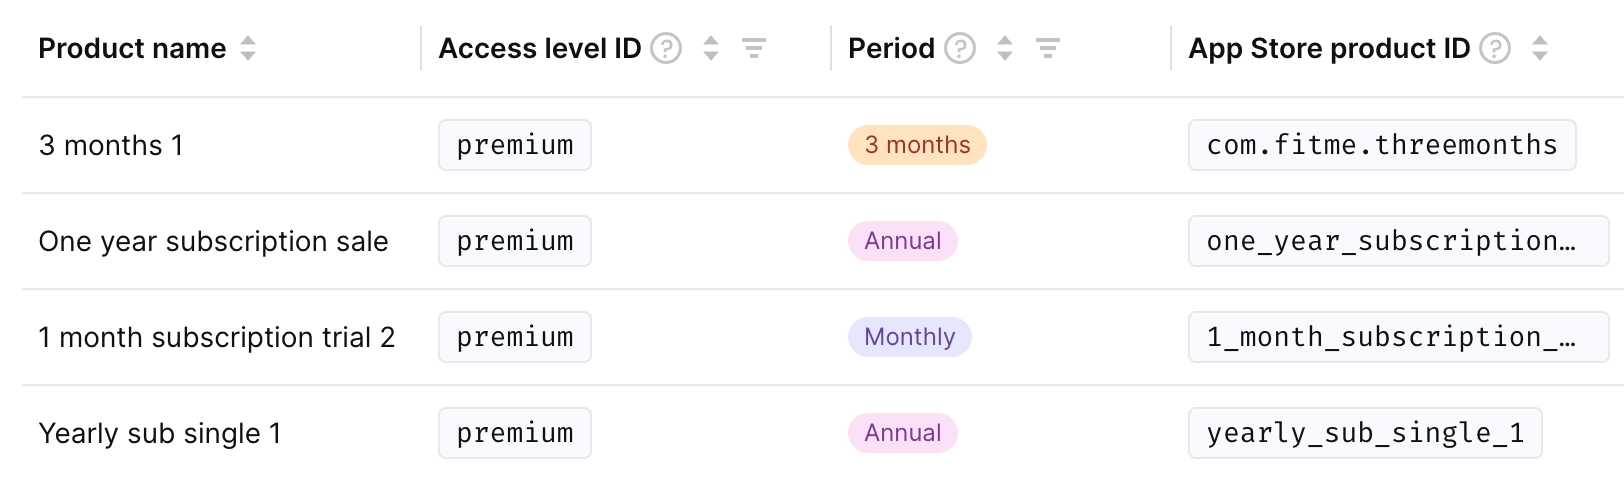 Product name Access level ID Period App Store product ID
3 months 1 premium 3 months com.fitme.threemonths
One year subscription sale premium Annual one_year_subscription…
1 month subscription trial 2 premium Monthly 1_month_subscription_…
Yearly sub single 1 premium Annual yearly_sub_single_1